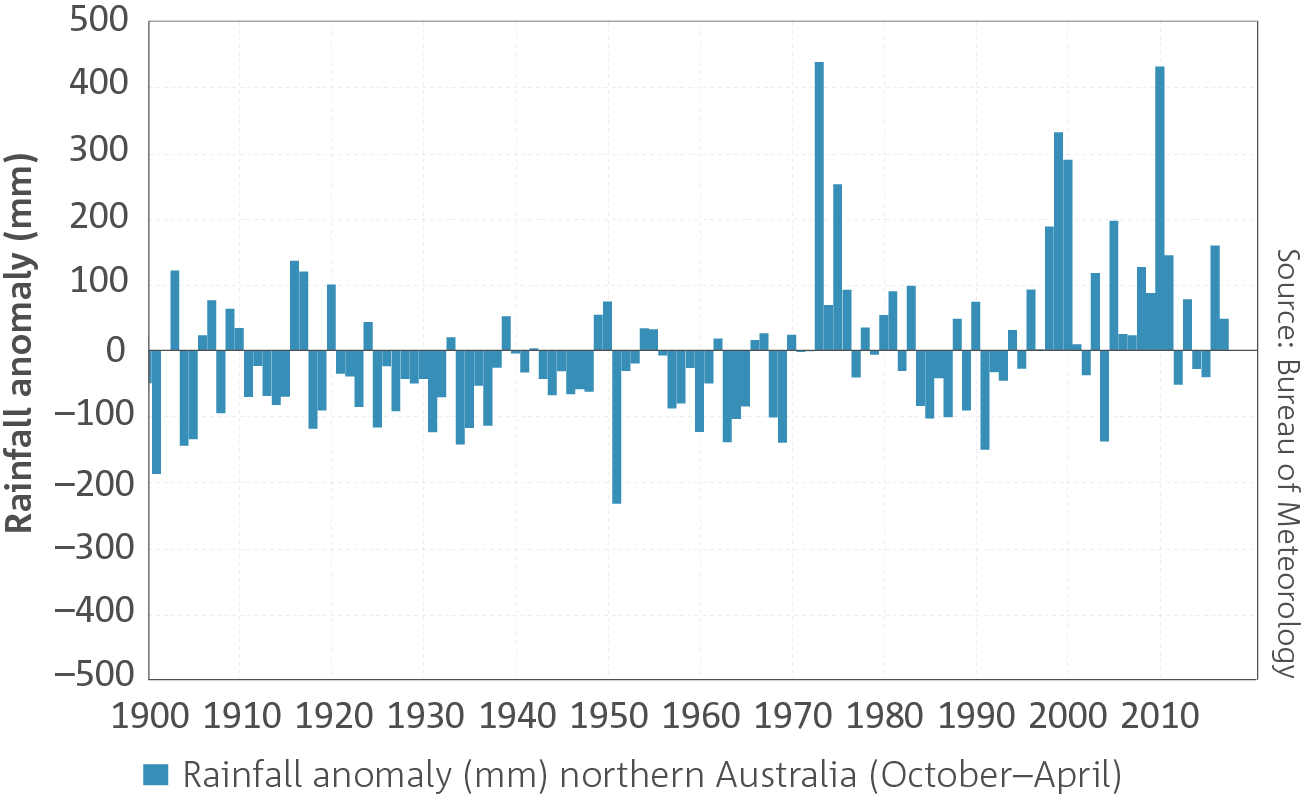 500
400
300
200
100
0
−100
−200
−300
−400
−500
Rainfall anomaly (mm)
1900 1910 1920 1930 1940 1950 1960 1970 1980 1990 2000 2010
Rainfall anomaly (mm) northern Australia (October–April)
Source: Bureau of Meteorology